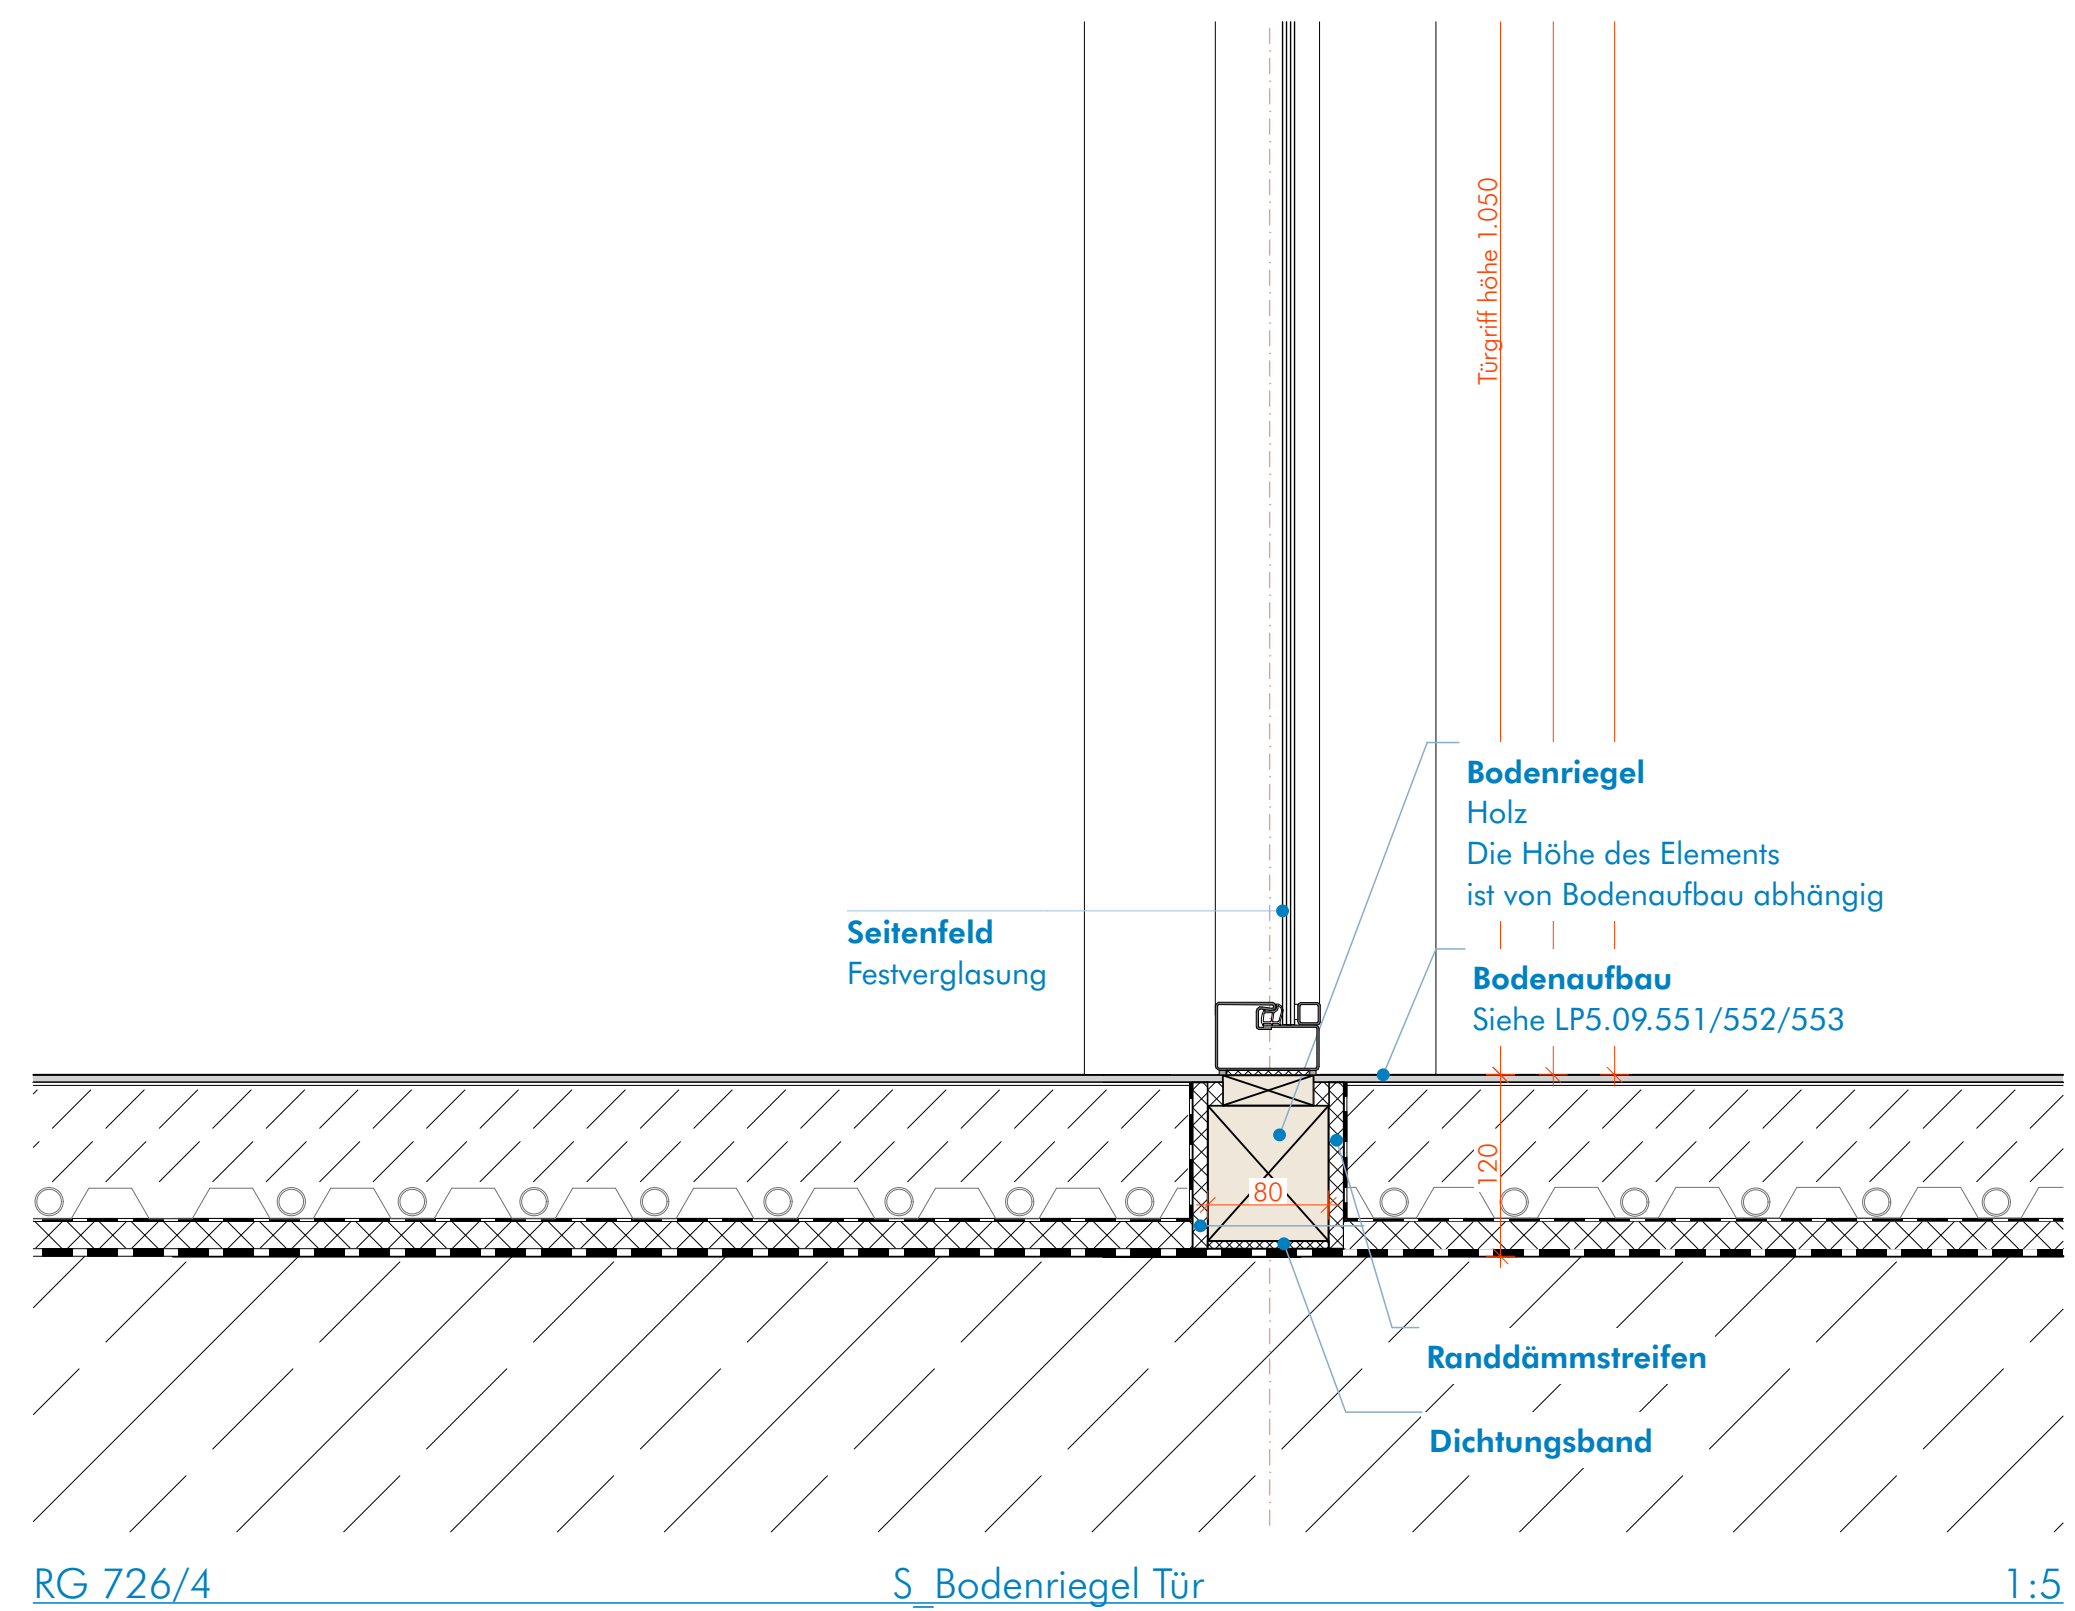 Türgriff höhe 1.050
Bodenriegel
Holz
Die Höhe des Elements
ist von Bodenaufbau abhängig
Seitenfeld
Festverglasung
Bodenaufbau
Siehe LP5.09.551/552/553
120
80
Randdämmstreifen
Dichtungsband
RG 726/4
S_Bodenriegel Tür
1:5